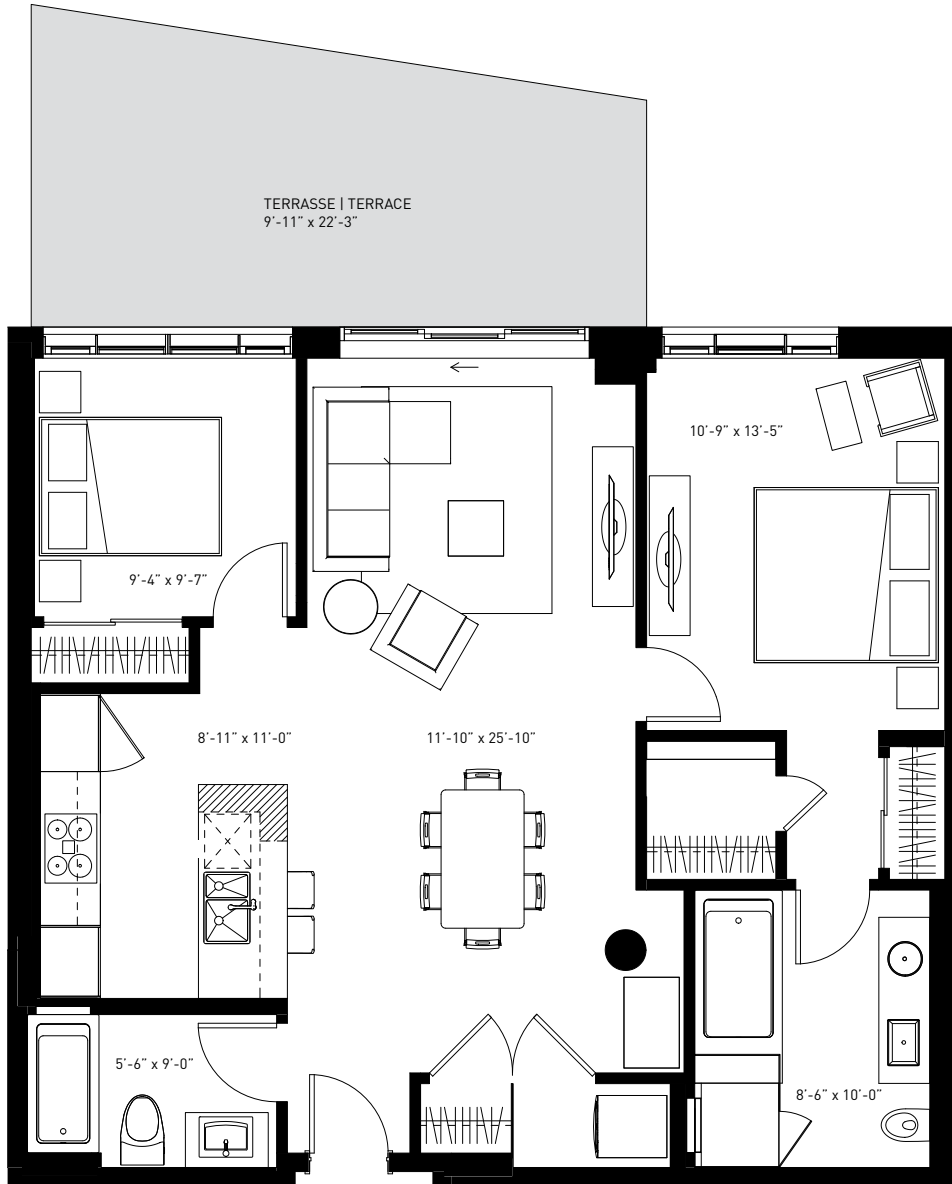 TERRASSE | TERRACE
9'-11" x 22'-3"
10'-9" x 13'-5"
9'-4" x 9'-7"
8'-11" x 11'-0"
11'-10" x 25'-10"
5'-6" x 9'-0"
8'-6" x 10'-0"